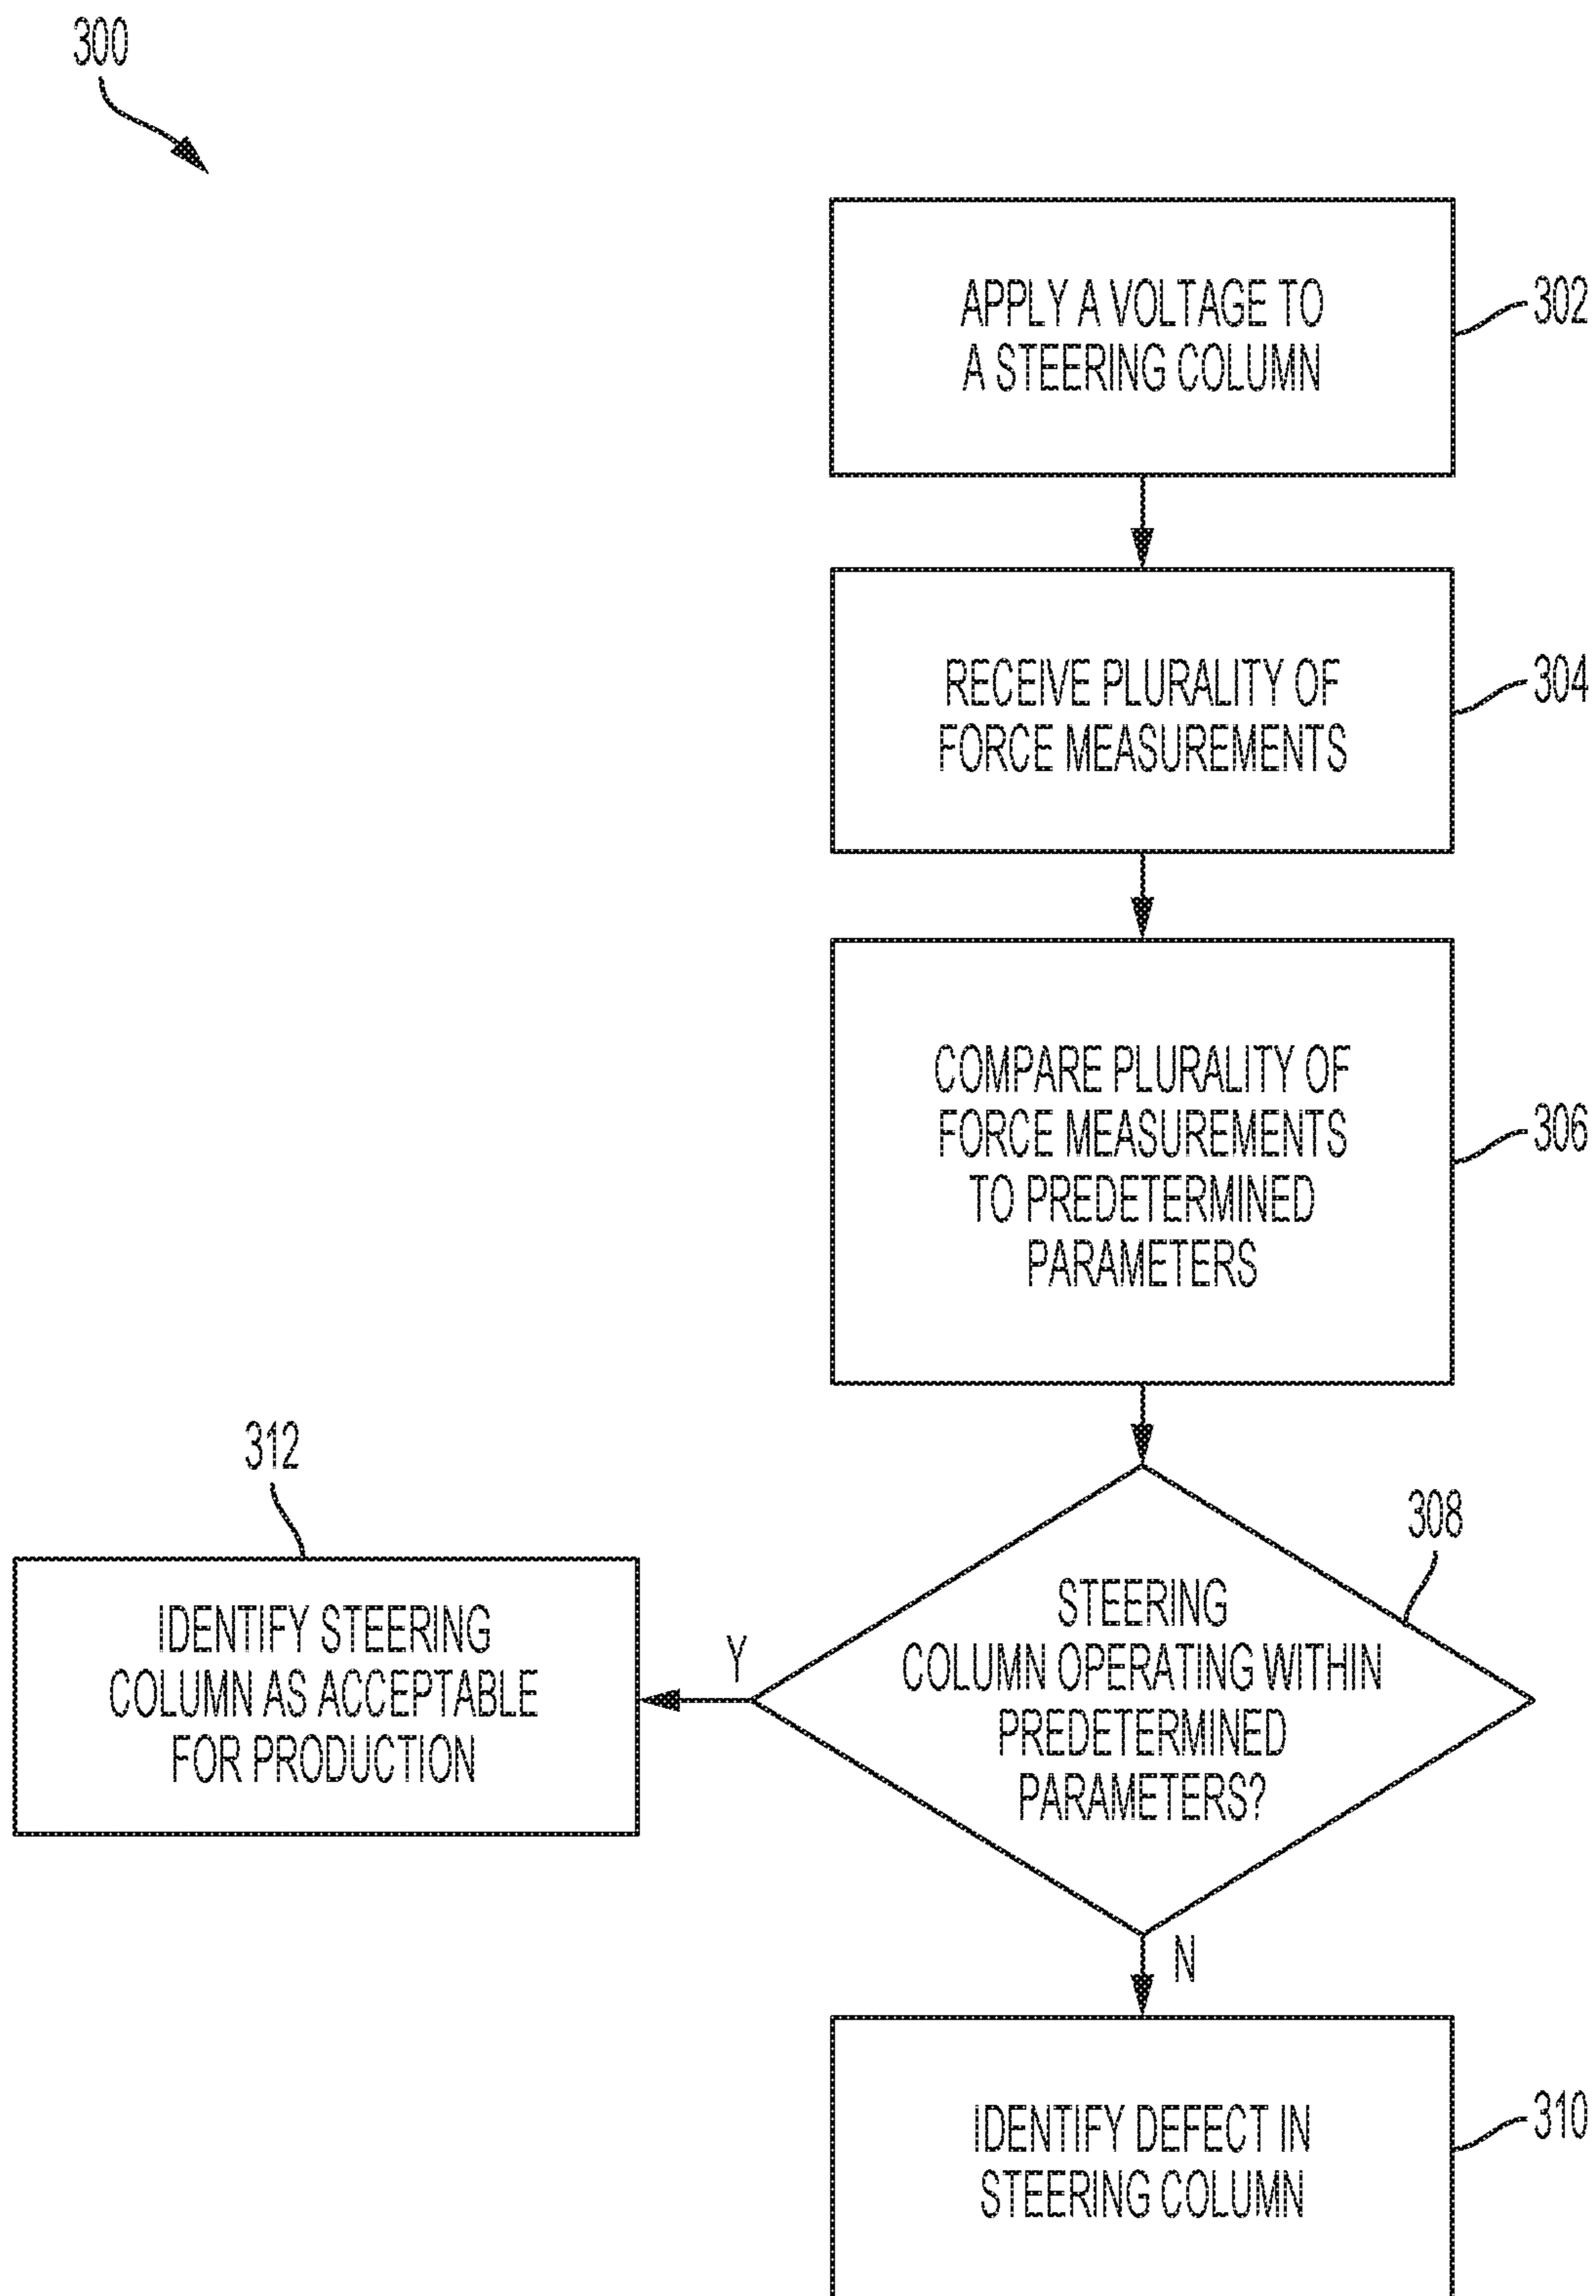 300
APPLY A VOLTAGE TO
A STEERING COLUMN
302
RECEIVE PLURALITY OF
FORCE MEASUREMENTS
304
COMPARE PLURALITY OF
FORCE MEASUREMENTS
TO PREDETERMINED
PARAMETERS
306
STEERING
COLUMN OPERATING WITHIN
PREDETERMINED
PARAMETERS?
308
Y
312
IDENTIFY STEERING
COLUMN AS ACCEPTABLE
FOR PRODUCTION
N
IDENTIFY DEFECT IN
STEERING COLUMN
310